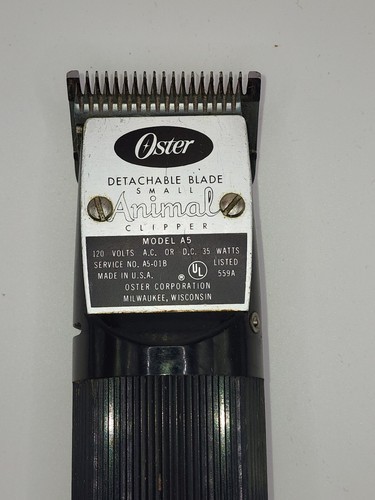 Oster
DETACHABLE BLADE
SMALL
Animal
CLIPPER
MODEL A5
120 VOLTS A.C. OR D.C. 35 WATTS
SERVICE NO. A5-01B ® UL LISTED
MADE IN U.S.A. 559A
OSTER CORPORATION
MILWAUKEE, WISCONSIN